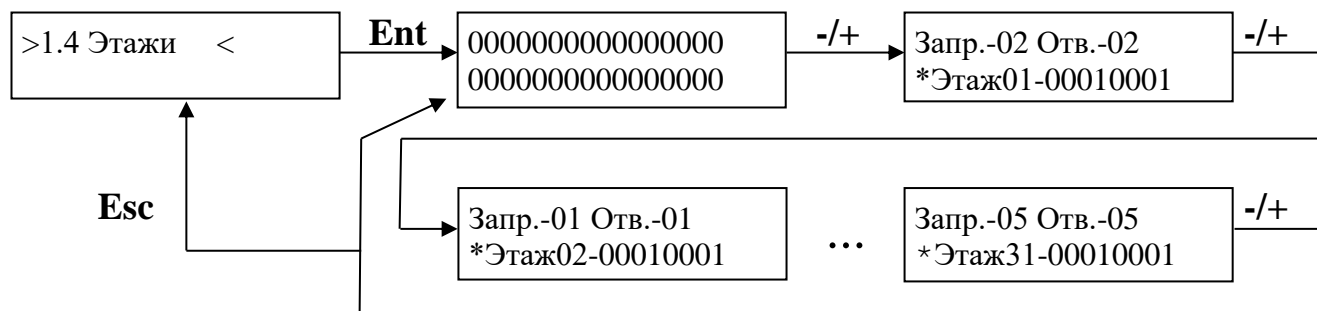 >1.4 Этажи <
Ent
0000000000000000
0000000000000000
-/+
Запр.-02 Отв.-02
*Этаж01-00010001
-/+
Esc
Запр.-01 Отв.-01
*Этаж02-00010001
...
Запр.-05 Отв.-05
*Этаж31-00010001
-/+